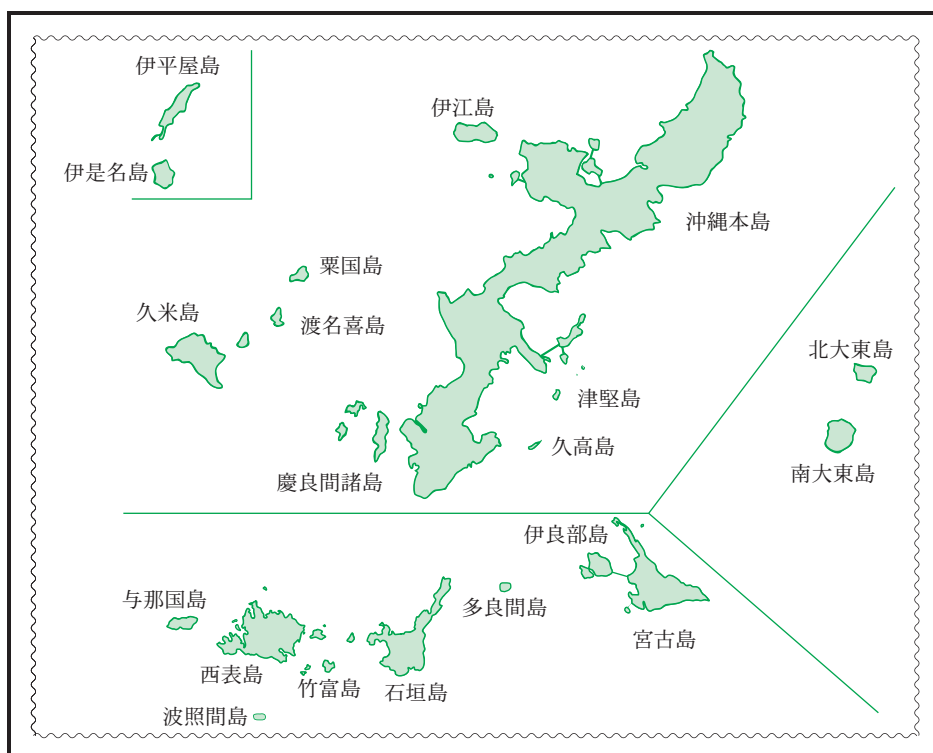 伊平屋島
伊江島
伊是名島
沖縄本島
粟国島
久米島
渡名喜島
北大東島
津堅島
久高島
慶良間諸島
南大東島
伊良部島
与那国島
多良間島
宮古島
西表島
竹富島
石垣島
波照間島